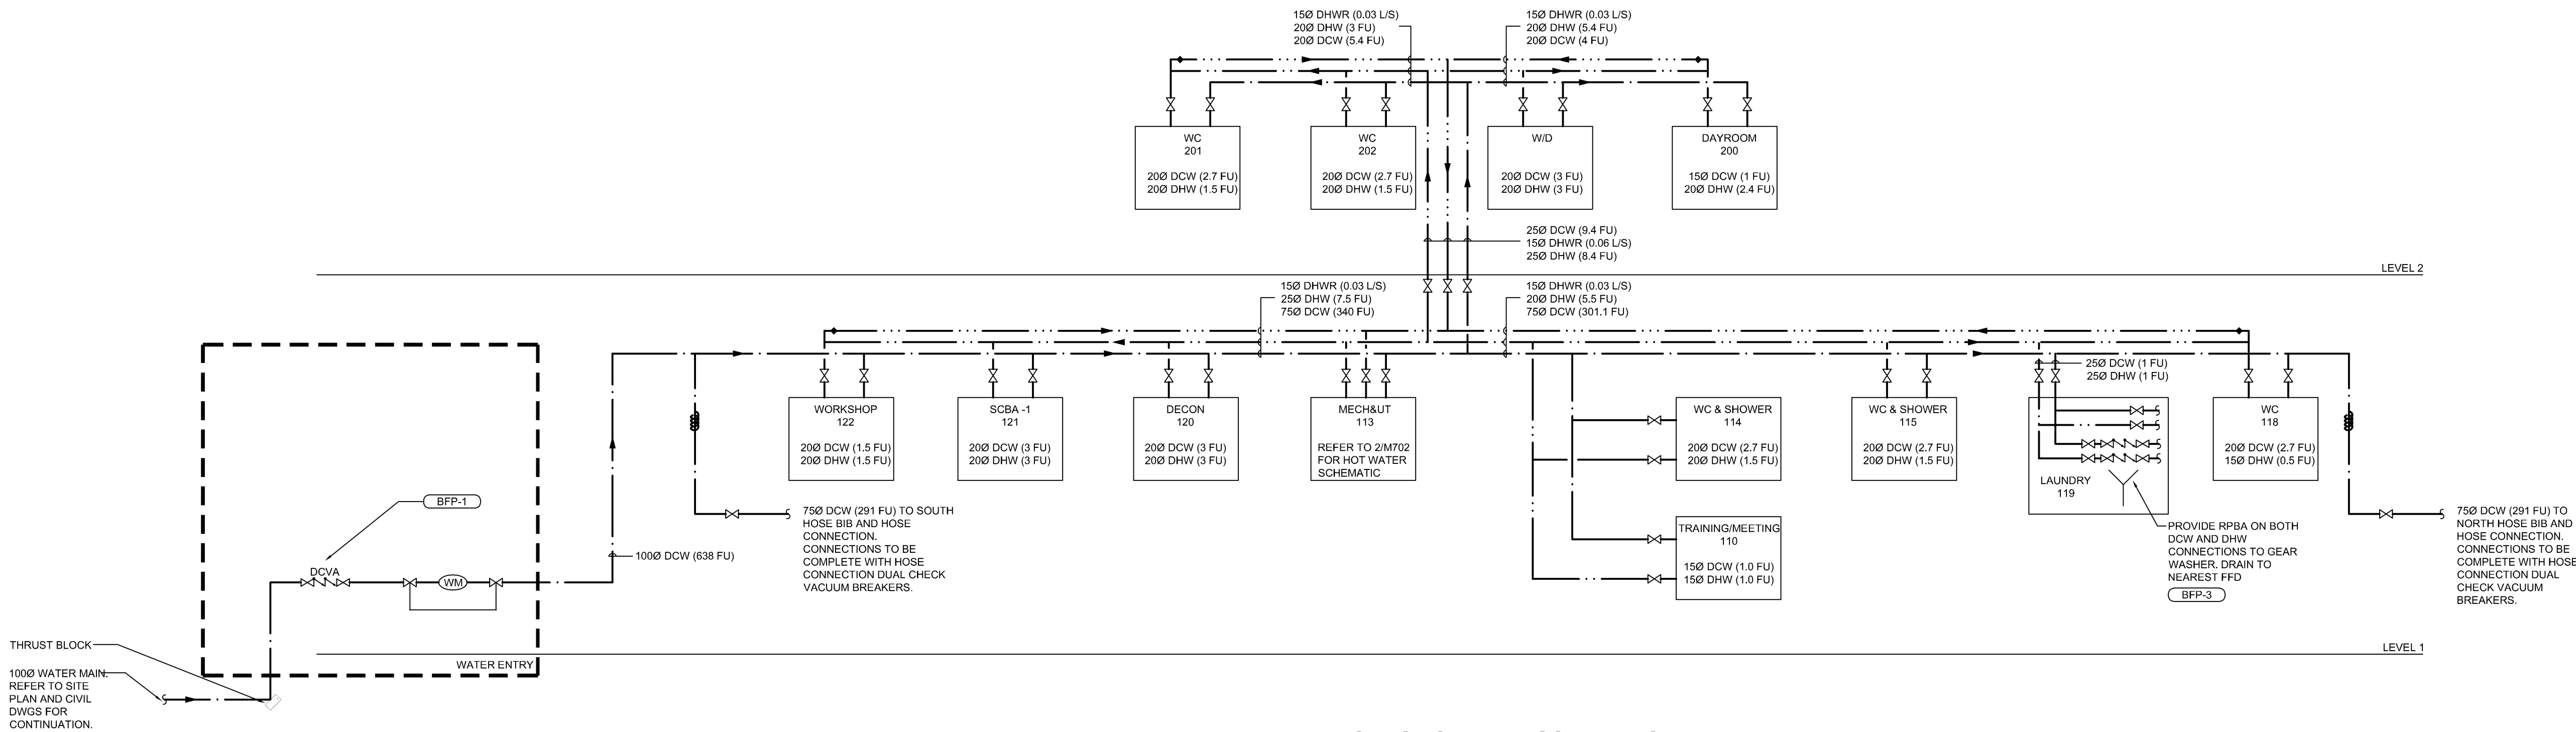 15Ø DHWR (0.03 L/S)
20Ø DHW (3 FU)
20Ø DCW (5.4 FU)
15Ø DHWR (0.03 L/S)
20Ø DHW (5.4 FU)
20Ø DCW (4 FU)
WC
201
20Ø DCW (2.7 FU)
20Ø DHW (1.5 FU)
WC
202
20Ø DCW (2.7 FU)
20Ø DHW (1.5 FU)
W/D
20Ø DCW (3 FU)
20Ø DHW (3 FU)
DAYROOM
200
15Ø DCW (1 FU)
20Ø DHW (2.4 FU)
25Ø DCW (9.4 FU)
15Ø DHWR (0.06 L/S)
25Ø DHW (8.4 FU)
LEVEL 2
15Ø DHWR (0.03 L/S)
25Ø DHW (7.5 FU)
75Ø DCW (340 FU)
15Ø DHWR (0.03 L/S)
20Ø DHW (5.5 FU)
75Ø DCW (301.1 FU)
25Ø DCW (1 FU)
25Ø DHW (1 FU)
WORKSHOP
122
20Ø DCW (1.5 FU)
20Ø DHW (1.5 FU)
SCBA -1
121
20Ø DCW (3 FU)
20Ø DHW (3 FU)
DECON
120
20Ø DCW (3 FU)
20Ø DHW (3 FU)
MECH&UT
113
REFER TO 2/M702
FOR HOT WATER
SCHEMATIC
WC & SHOWER
114
20Ø DCW (2.7 FU)
20Ø DHW (1.5 FU)
WC & SHOWER
115
20Ø DCW (2.7 FU)
20Ø DHW (1.5 FU)
LAUNDRY
119
WC
118
20Ø DCW (2.7 FU)
15Ø DHW (0.5 FU)
TRAINING/MEETING
110
15Ø DCW (1.0 FU)
15Ø DHW (1.0 FU)
BFP-1
DCVA
WM
100Ø DCW (638 FU)
75Ø DCW (291 FU) TO SOUTH
HOSE BIB AND HOSE
CONNECTION.
CONNECTIONS TO BE
COMPLETE WITH HOSE
CONNECTION DUAL CHECK
VACUUM BREAKERS.
PROVIDE RPBA ON BOTH
DCW AND DHW
CONNECTIONS TO GEAR
WASHER. DRAIN TO
NEAREST FFD
BFP-3
75Ø DCW (291 FU) TO
NORTH HOSE BIB AND
HOSE CONNECTION.
CONNECTIONS TO BE
COMPLETE WITH HOSE
CONNECTION DUAL
CHECK VACUUM
BREAKERS.
THRUST BLOCK
WATER ENTRY
LEVEL 1
100Ø WATER MAIN.
REFER TO SITE
PLAN AND CIVIL
DWGS FOR
CONTINUATION.